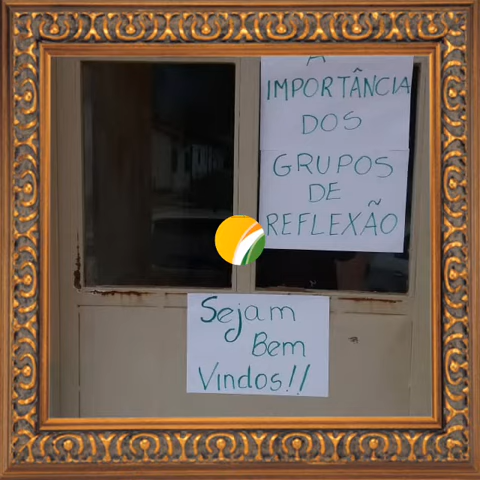 A
IMPORTÂNCIA
DOS
GRUPOS
DE
REFLEXÃO
Sejam
Bem
Vindos!!